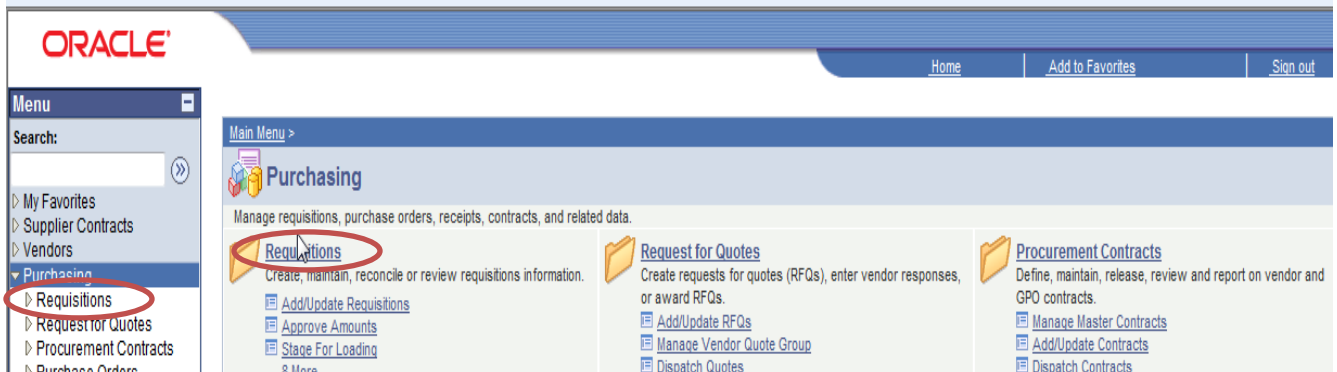 ORACLE'
Home
Add to Favorites
Sign out
Menu
Search:
My Favorites
Supplier Contracts
Vendors
Purchasing
Requisitions
Request for Quotes
Procurement Contracts
Purchase Orders
Main Menu >
Purchasing
Manage requisitions, purchase orders, receipts, contracts, and related data.
Requisitions
Create, maintain, reconcile or review requisitions information.
Add/Update Requisitions
Approve Amounts
Stage For Loading
8 More
Request for Quotes
Create requests for quotes (RFQs), enter vendor responses,
or award RFQs.
Add/Update RFQs
Manage Vendor Quote Group
Dispatch Quotes
Procurement Contracts
Define, maintain, release, review and report on vendor and
GPO contracts.
Manage Master Contracts
Add/Update Contracts
Dispatch Contracts